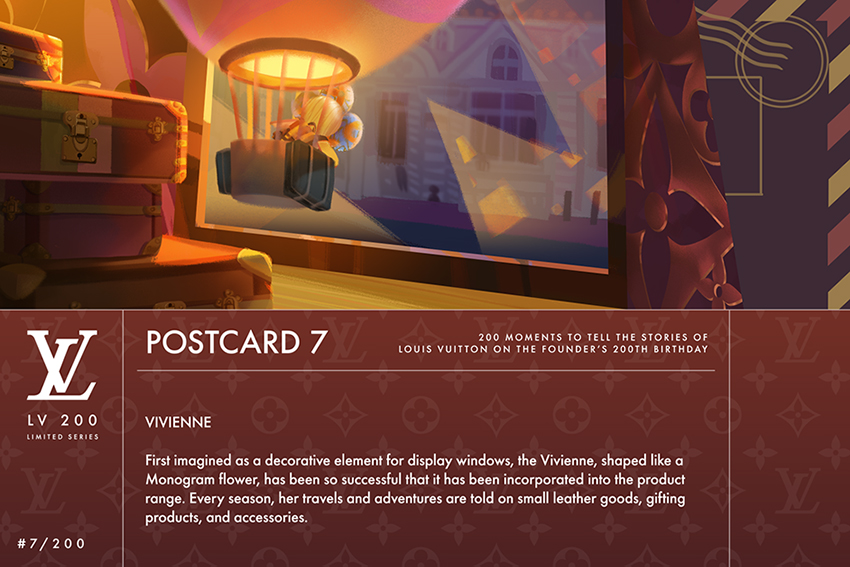 POSTCARD 7
200 MOMENTS TO TELL THE STORIES OF
LOUIS VUITTON ON THE FOUNDER'S 200TH BIRTHDAY
LV
LV 200
LIMITED SERIES
VIVIENNE
First imagined as a decorative element for display windows, the Vivienne, shaped like a
Monogram flower, has been so successful that it has been incorporated into the product
range. Every season, her travels and adventures are told on small leather goods, gifting
products, and accessories.
#7/200